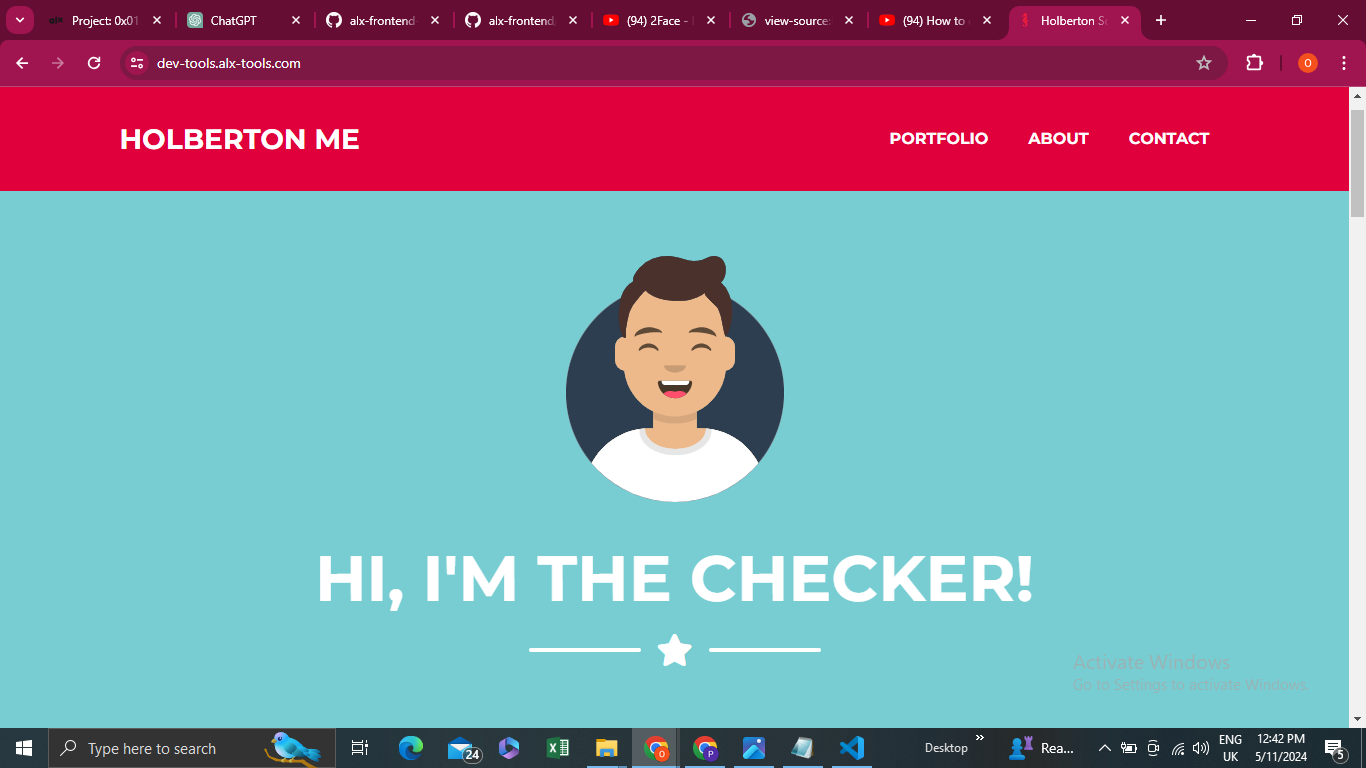 alx Project: 0x01
ChatGPT
alx-frontend-
alx-frontend/
(94) 2Face -
view-source:
(94) How to
Holberton Sc
dev-tools.alx-tools.com
O
HOLBERTON ME
PORTFOLIO
ABOUT
CONTACT
HI, I'M THE CHECKER!
Activate Windows
Go to Settings to activate Windows.
Type here to search
24
O
P
Desktop
Rea...
ENG
UK
12:42 PM
5/11/2024
5